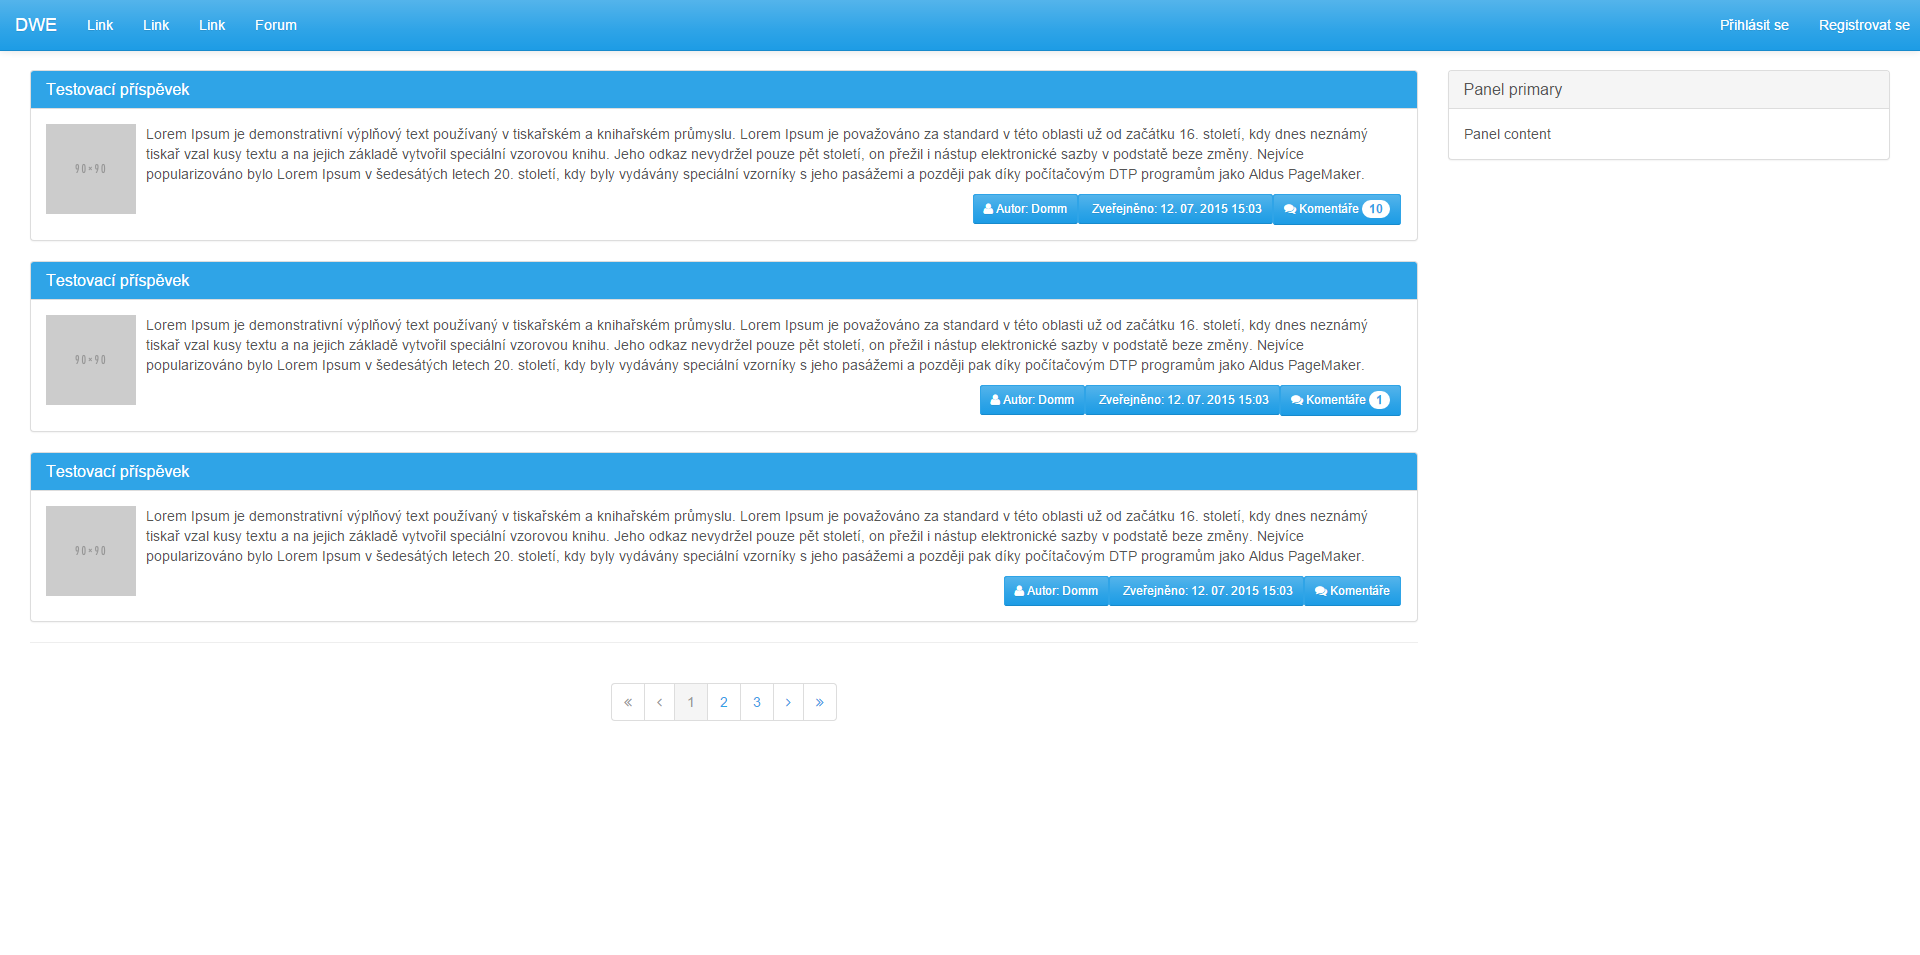 DWE Link Link Link Forum Přihlásit se Registrovat se
Testovací příspěvek
90×90
Lorem Ipsum je demonstrativní výplňový text používaný v tiskařském a knihařském průmyslu. Lorem Ipsum je považováno za standard v této oblasti už od začátku 16. století, kdy dnes neznámý
tiskař vzal kusy textu a na jejich základě vytvořil speciální vzorovou knihu. Jeho odkaz nevydržel pouze pět století, on přežil i nástup elektronické sazby v podstatě beze změny. Nejvíce
popularizováno bylo Lorem Ipsum v šedesátých letech 20. století, kdy byly vydávány speciální vzorníky s jeho pasážemi a později pak díky počítačovým DTP programům jako Aldus PageMaker.
Autor: Domm Zveřejněno: 12. 07. 2015 15:03 Komentáře 10
Testovací příspěvek
90×90
Lorem Ipsum je demonstrativní výplňový text používaný v tiskařském a knihařském průmyslu. Lorem Ipsum je považováno za standard v této oblasti už od začátku 16. století, kdy dnes neznámý
tiskař vzal kusy textu a na jejich základě vytvořil speciální vzorovou knihu. Jeho odkaz nevydržel pouze pět století, on přežil i nástup elektronické sazby v podstatě beze změny. Nejvíce
popularizováno bylo Lorem Ipsum v šedesátých letech 20. století, kdy byly vydávány speciální vzorníky s jeho pasážemi a později pak díky počítačovým DTP programům jako Aldus PageMaker.
Autor: Domm Zveřejněno: 12. 07. 2015 15:03 Komentáře 1
Testovací příspěvek
90×90
Lorem Ipsum je demonstrativní výplňový text používaný v tiskařském a knihařském průmyslu. Lorem Ipsum je považováno za standard v této oblasti už od začátku 16. století, kdy dnes neznámý
tiskař vzal kusy textu a na jejich základě vytvořil speciální vzorovou knihu. Jeho odkaz nevydržel pouze pět století, on přežil i nástup elektronické sazby v podstatě beze změny. Nejvíce
popularizováno bylo Lorem Ipsum v šedesátých letech 20. století, kdy byly vydávány speciální vzorníky s jeho pasážemi a později pak díky počítačovým DTP programům jako Aldus PageMaker.
Autor: Domm Zveřejněno: 12. 07. 2015 15:03 Komentáře
« ‹ 1 2 3 › »
Panel primary
Panel content